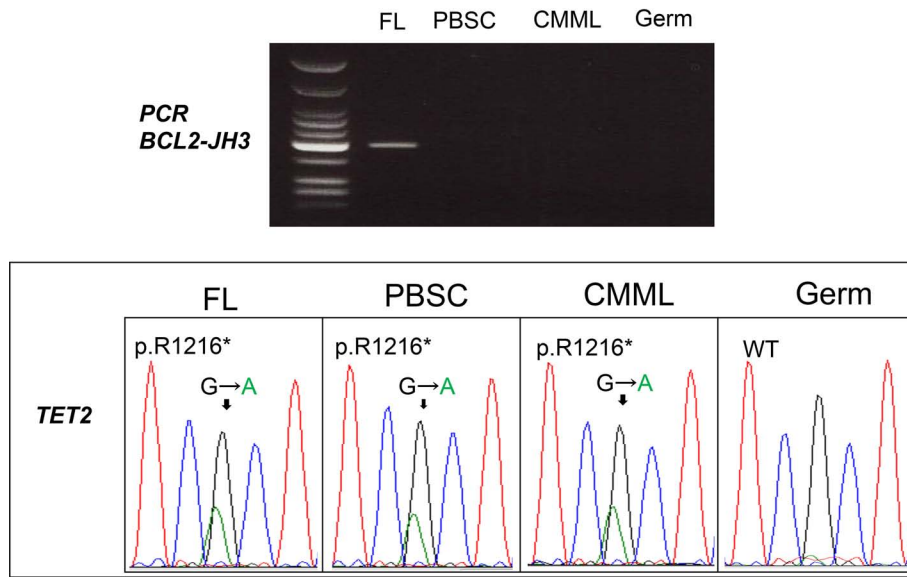 FL PBSC CMML Germ
PCR
BCL2-JH3
FL PBSC CMML Germ
p.R1216* p.R1216* p.R1216* WT
G→A G→A G→A
TET2